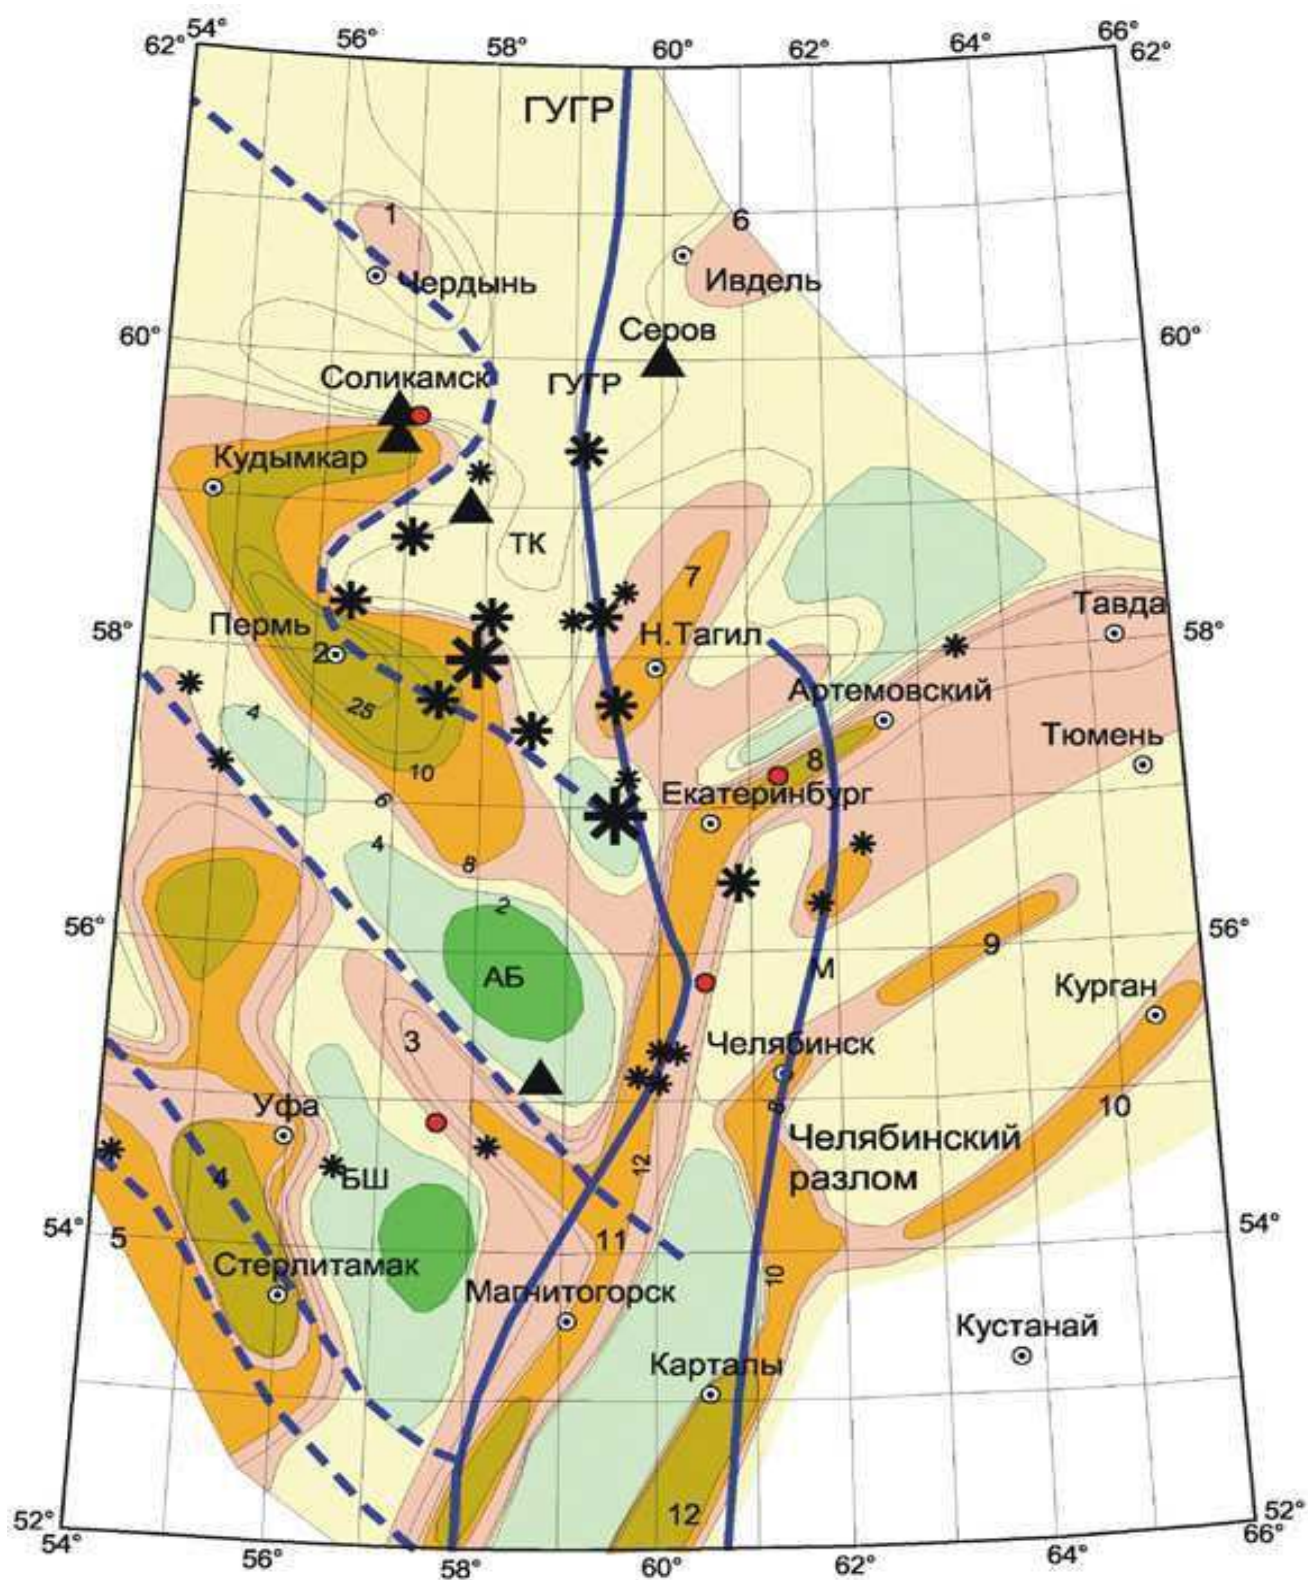 54°
56°
58°
60°
62°
64°
66°
62°
62°
ГУГР
1
6
Чердынь
Ивдель
60°
Серов
60°
Соликамск
ГУГР
Кудымкар
ТК
7
Тавда
58°
Пермь
Н.Тагил
58°
2
Артемовский
4
25
Тюмень
10
8
6
Екатеринбург
4
8
2
56°
56°
9
АБ
М
Курган
3
Челябинск
Уфа
8
10
Челябинский
разлом
12
4
БШ
54°
54°
5
11
Стерлитамак
10
Магнитогорск
Кустанай
Карталы
12
52°
52°
54°
56°
58°
60°
62°
64°
66°